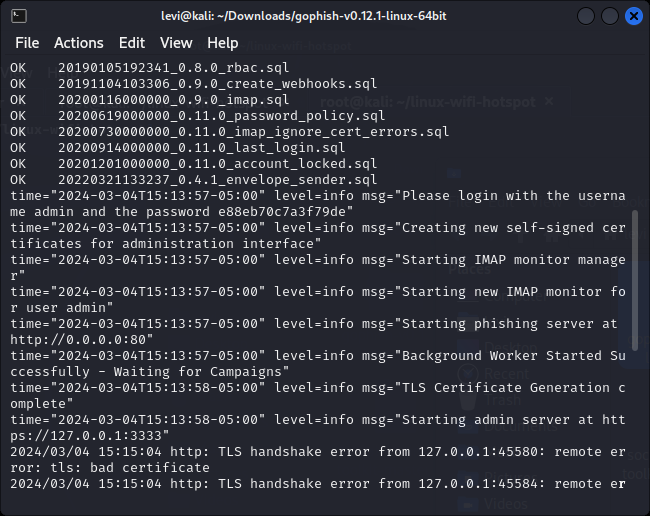 levi@kali: ~/Downloads/gophish-v0.12.1-linux-64bit
File Actions Edit View Help
OK 20190105192341_0.8.0_rbac.sql
OK 20191104103306_0.9.0_create_webhooks.sql
OK 20200116000000_0.9.0_imap.sql
root@kali: ~/linux-wifi-hotspot
OK 20200619000000_0.11.0_password_policy.sql
OK 20200730000000_0.11.0_imap_ignore_cert_errors.sql
OK 20200914000000_0.11.0_last_login.sql
OK 20201201000000_0.11.0_account_locked.sql
OK 20220321133237_0.4.1_envelope_sender.sql
time="2024-03-04T15:13:57-05:00" level=info msg="Please login with the userna
me admin and the password e88eb70c7a3f79de"
time="2024-03-04T15:13:57-05:00" level=info msg="Creating new self-signed cer
tificates for administration interface"
time="2024-03-04T15:13:57-05:00" level=info msg="Starting IMAP monitor manage
r"
time="2024-03-04T15:13:57-05:00" level=info msg="Starting new IMAP monitor fo
r user admin"
time="2024-03-04T15:13:57-05:00" level=info msg="Starting phishing server at
http://0.0.0.0:80"
time="2024-03-04T15:13:57-05:00" level=info msg="Background Worker Started Su
ccessfully - Waiting for Campaigns"
Recent
time="2024-03-04T15:13:58-05:00" level=info msg="TLS Certificate Generation c
omplete"
Trash
time="2024-03-04T15:13:58-05:00" level=info msg="Starting admin server at htt
ps://127.0.0.1:3333"
Documents
2024/03/04 15:15:04 http: TLS handshake error from 127.0.0.1:45580: remote er
ror: tls: bad certificate
2024/03/04 15:15:04 http: TLS handshake error from 127.0.0.1:45584: remote er
Videos